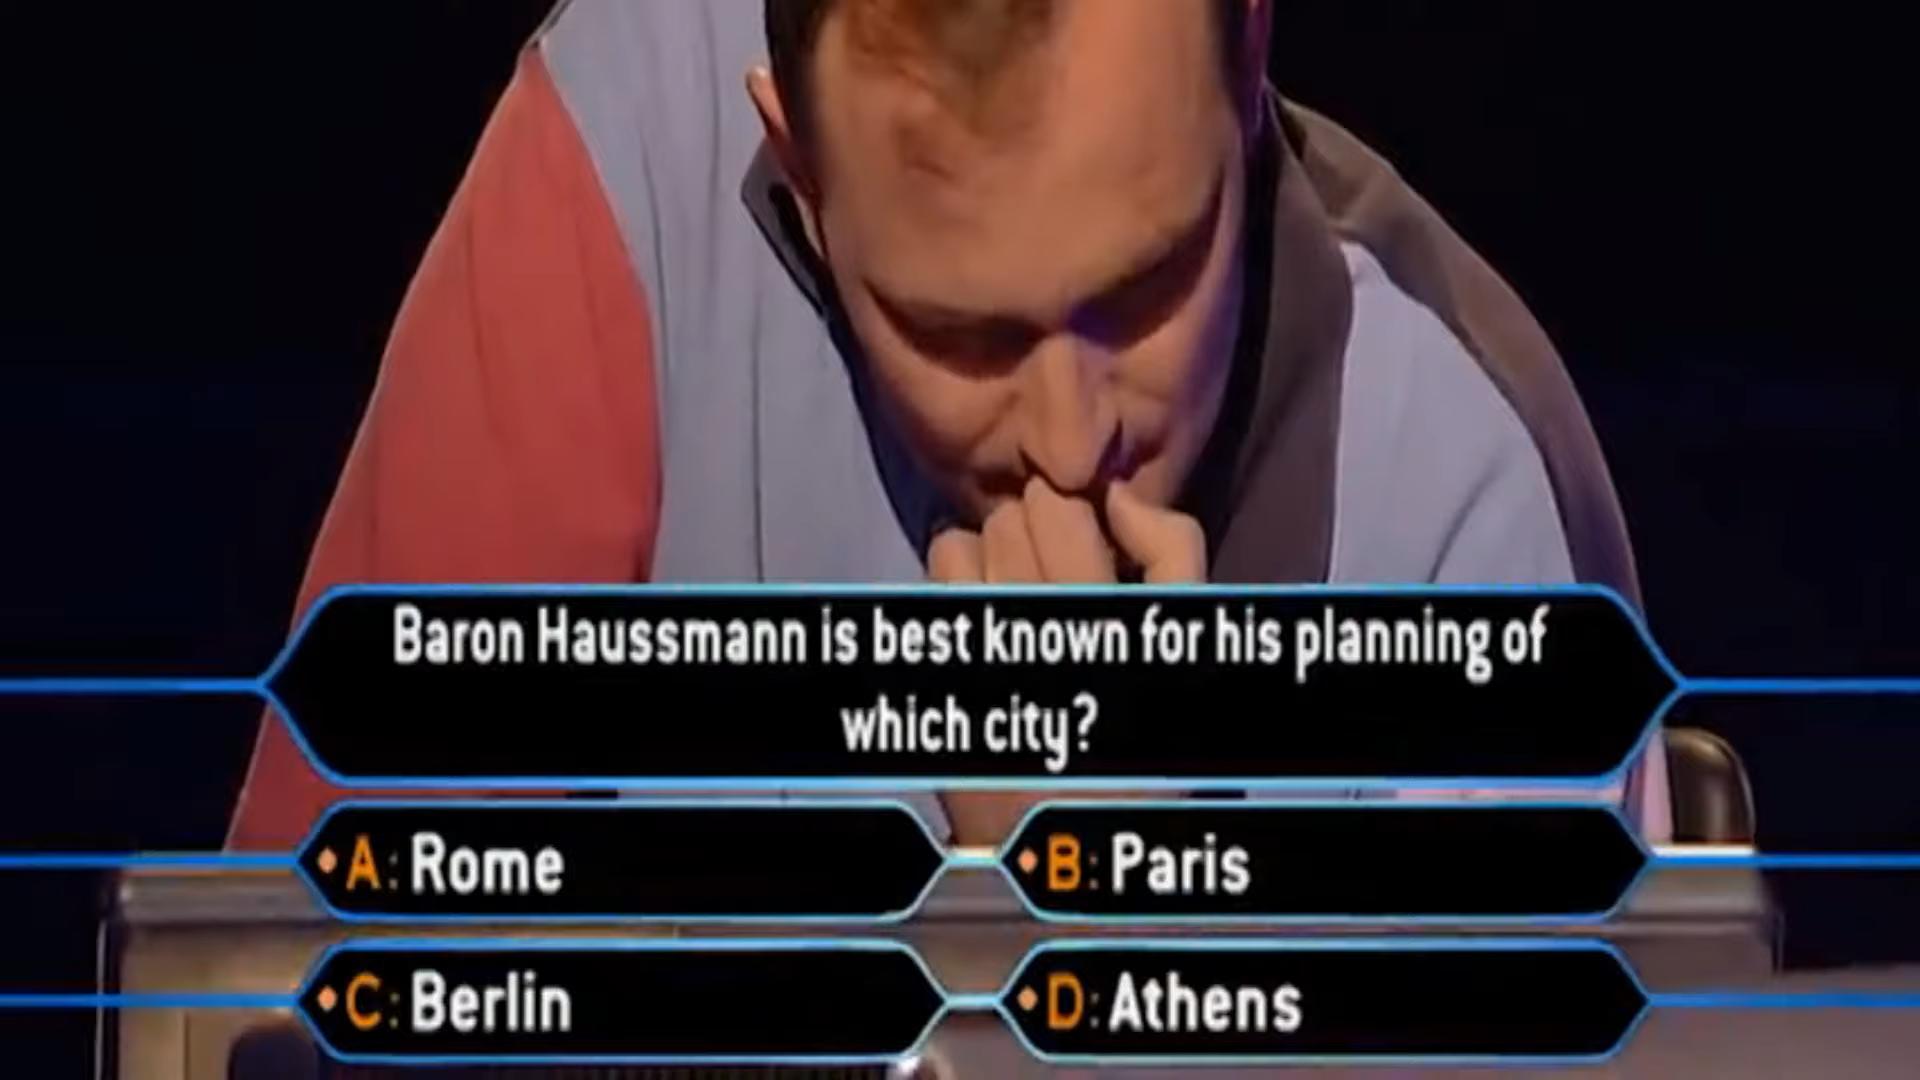 Baron Haussmann is best known for his planning of
which city?
A: Rome
B: Paris
C: Berlin
D: Athens